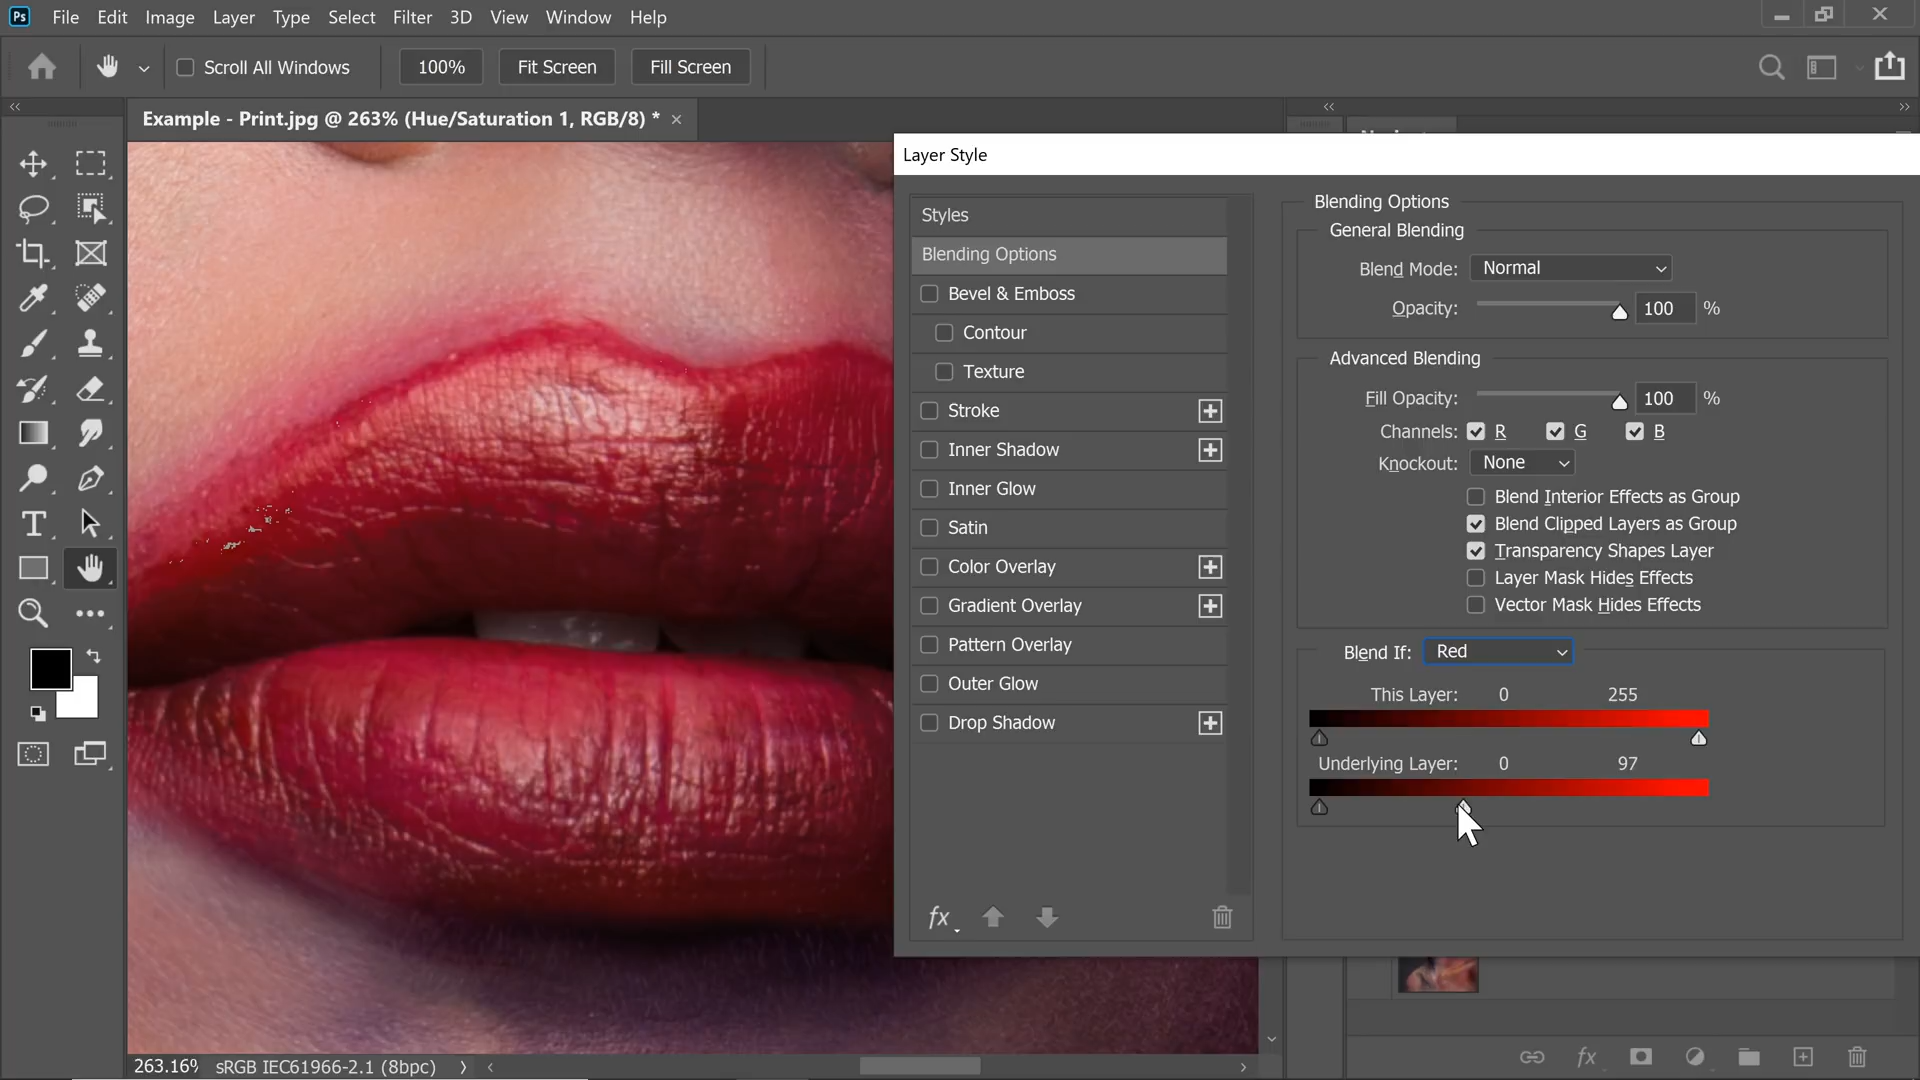 Ps File Edit Image Layer Type Select Filter 3D View Window Help
Scroll All Windows 100% Fit Screen Fill Screen
Example - Print.jpg @ 263% (Hue/Saturation 1, RGB/8) *
Layer Style
Styles
Blending Options
Bevel & Emboss
Contour
Texture
Stroke
Inner Shadow
Inner Glow
Satin
Color Overlay
Gradient Overlay
Pattern Overlay
Outer Glow
Drop Shadow
fx
Blending Options
General Blending
Blend Mode: Normal
Opacity: 100 %
Advanced Blending
Fill Opacity: 100 %
Channels: R G B
Knockout: None
Blend Interior Effects as Group
Blend Clipped Layers as Group
Transparency Shapes Layer
Layer Mask Hides Effects
Vector Mask Hides Effects
Blend If: Red
This Layer: 0 255
Underlying Layer: 0 97
263.16% sRGB IEC61966-2.1 (8bpc)
fx